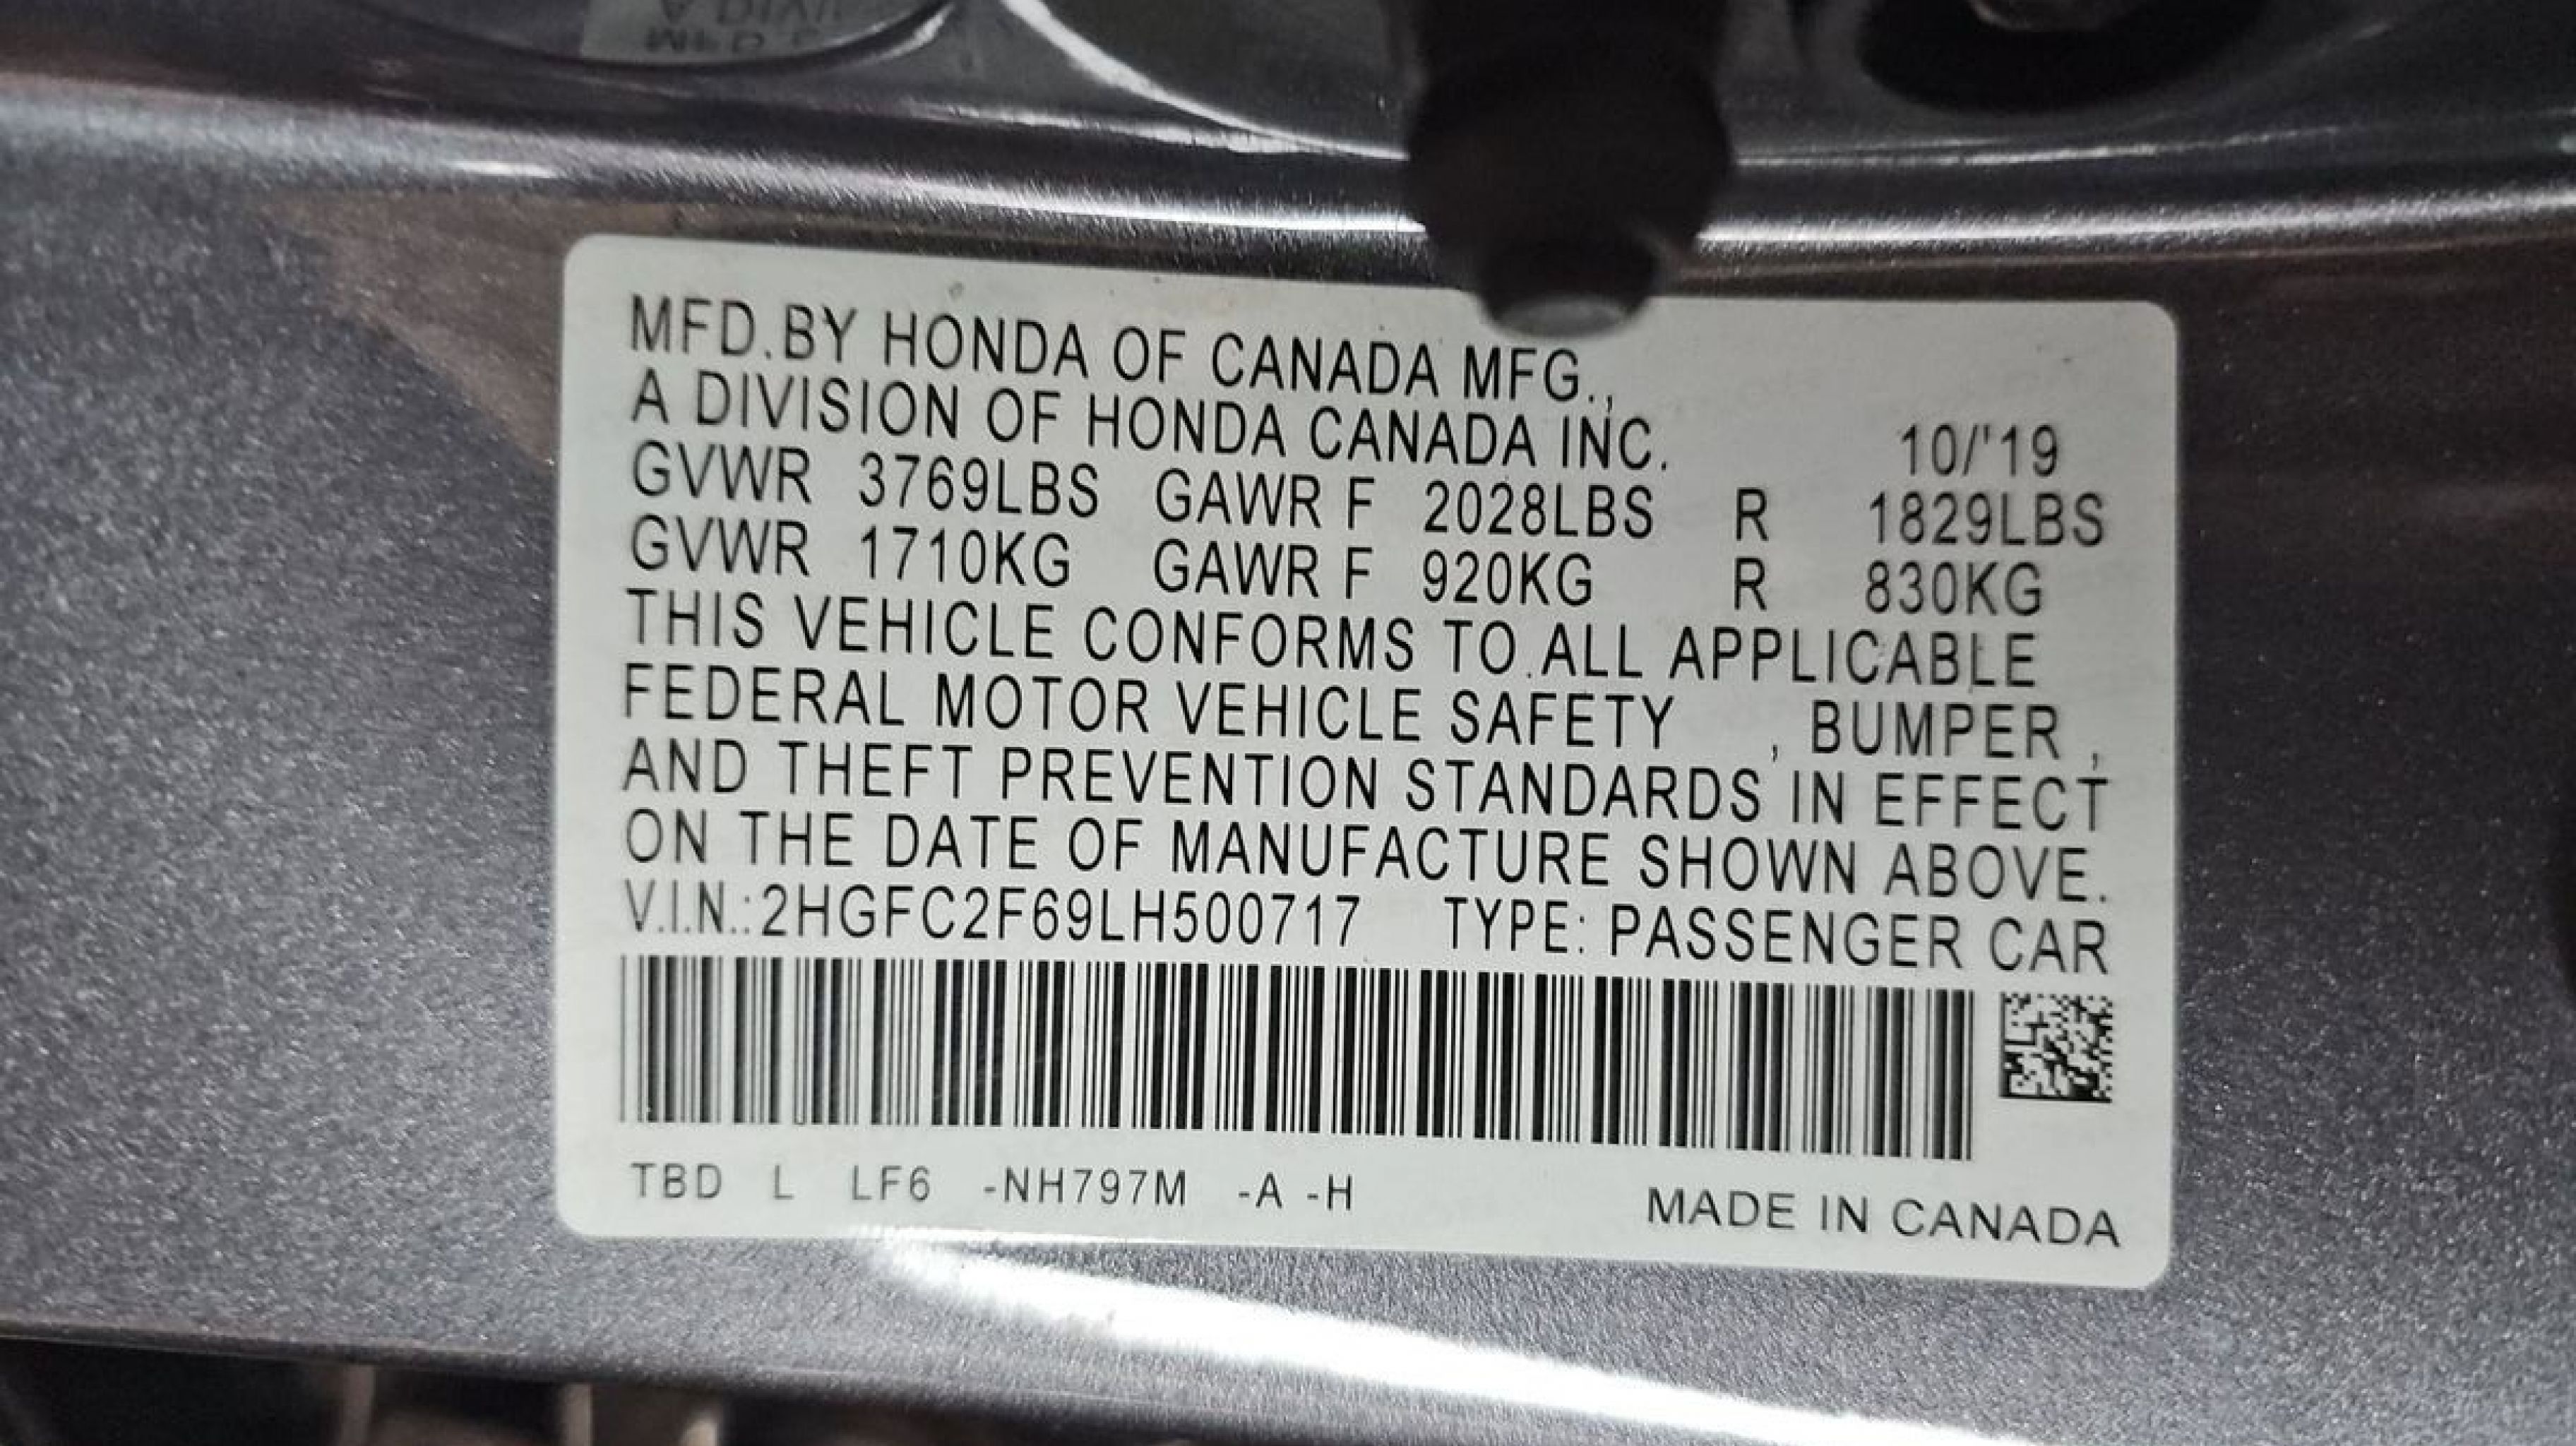 MFD.BY HONDA OF CANADA MFG.,
A DIVISION OF HONDA CANADA INC. 10/'19
GVWR 3769LBS GAWR F 2028LBS R 1829LBS
GVWR 1710KG GAWR F 920KG R 830KG
THIS VEHICLE CONFORMS TO ALL APPLICABLE
FEDERAL MOTOR VEHICLE SAFETY , BUMPER ,
AND THEFT PREVENTION STANDARDS IN EFFECT
ON THE DATE OF MANUFACTURE SHOWN ABOVE.
V.I.N.:2HGFC2F69LH500717 TYPE: PASSENGER CAR
TBD L LF6 -NH797M -A -H MADE IN CANADA